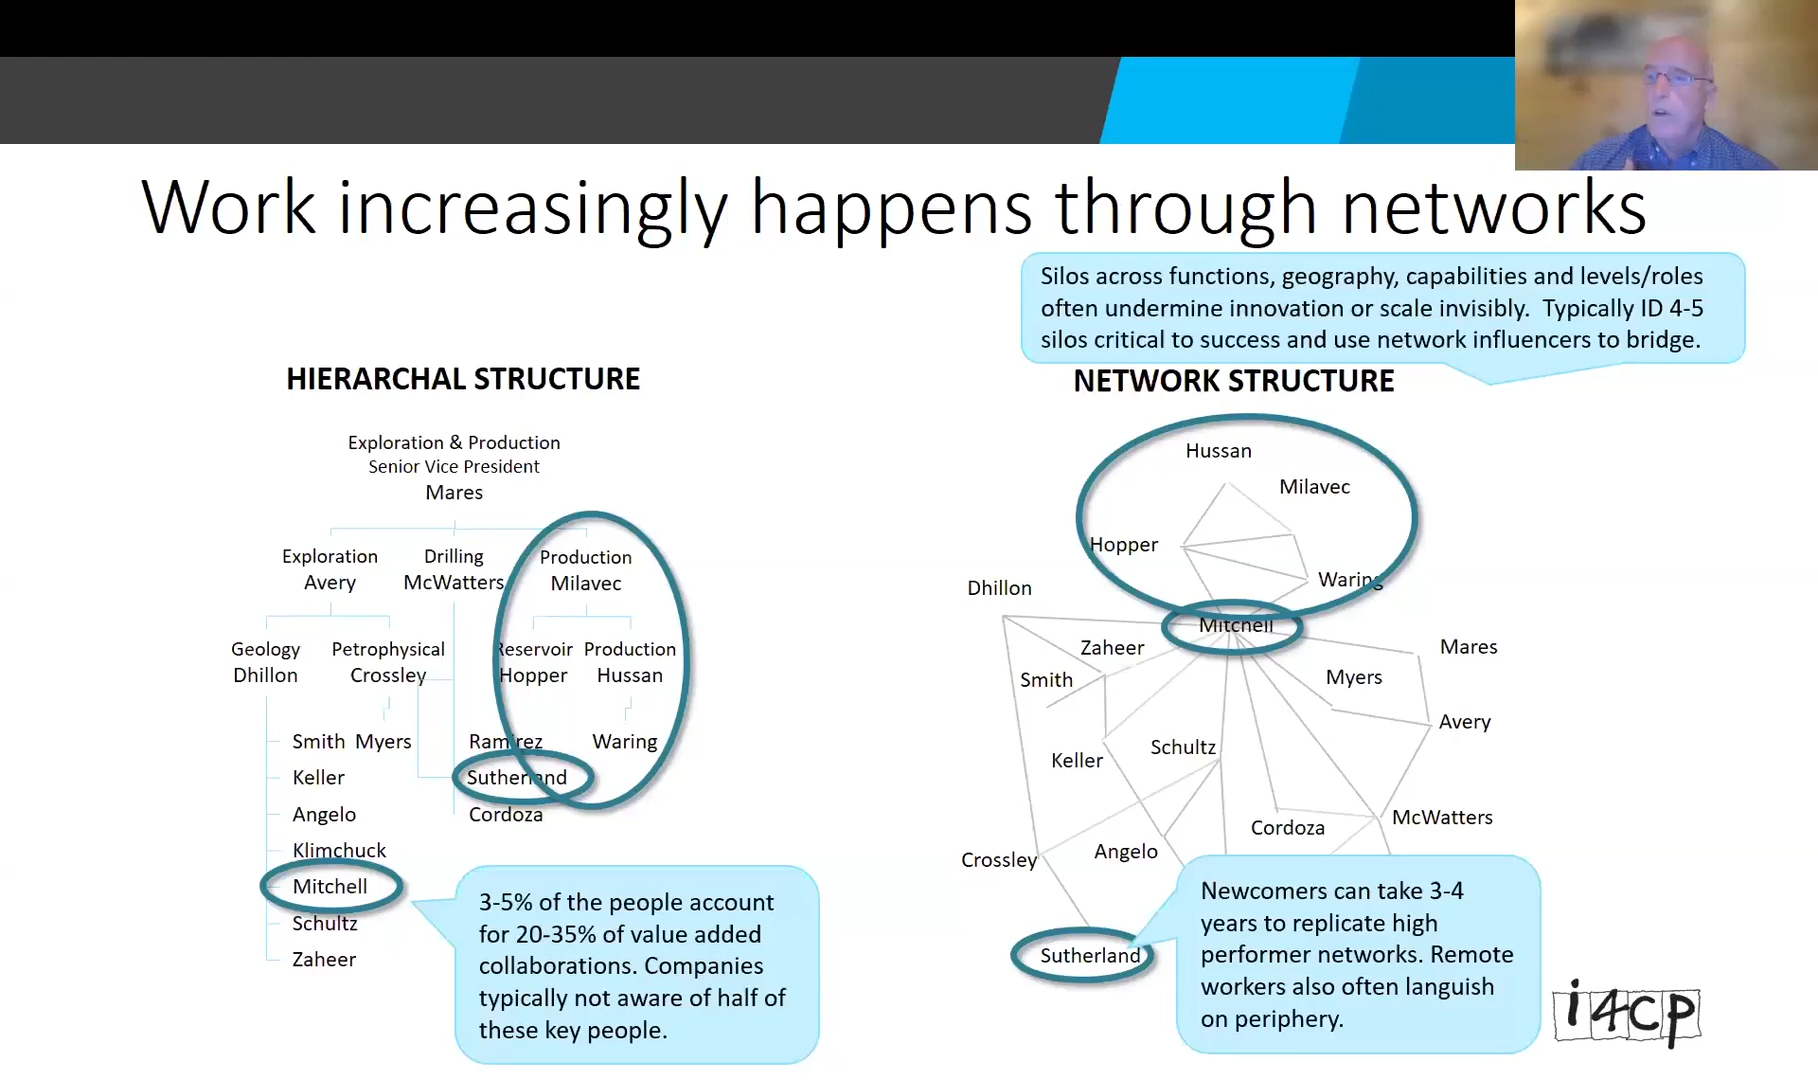 Work increasingly happens through networks
Silos across functions, geography, capabilities and levels/roles
often undermine innovation or scale invisibly. Typically ID 4-5
silos critical to success and use network influencers to bridge.
HIERARCHAL STRUCTURE
Exploration & Production
Senior Vice President
Mares
Exploration
Avery
Drilling
McWatters
Production
Milavec
Geology
Dhillon
Petrophysical
Crossley
Reservoir
Hopper
Production
Hussan
Smith
Keller
Angelo
Klimchuck
Mitchell
Schultz
Zaheer
Myers
Ramirez
Sutherland
Cordoza
Waring
3-5% of the people account
for 20-35% of value added
collaborations. Companies
typically not aware of half of
these key people.
NETWORK STRUCTURE
Hussan
Milavec
Hopper
Waring
Dhillon
Mitchell
Zaheer
Mares
Smith
Myers
Avery
Schultz
Keller
McWatters
Cordoza
Angelo
Crossley
Sutherland
Newcomers can take 3-4
years to replicate high
performer networks. Remote
workers also often languish
on periphery.
i4cp